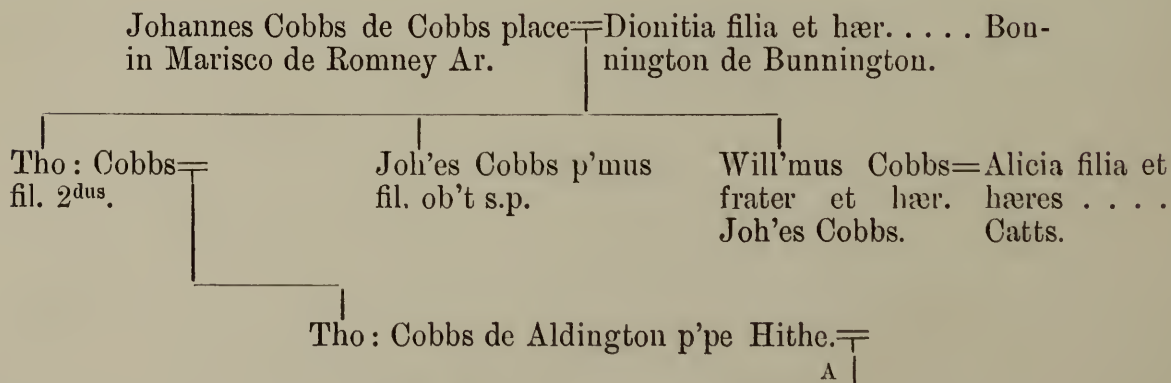 Johannes Cobbs de Cobbs place=Dionitia filia et hær. . . . . Bon-
in Marisco de Romney Ar. nington de Bunnington.
Tho: Cobbs=
fil. 2dus.
Joh'es Cobbs p'mus
fil. ob't s.p.
Will'mus Cobbs=Alicia filia et
frater et hær. hæres . . . .
Joh'es Cobbs. Catts.
Tho: Cobbs de Aldington p'pe Hithe.=
A